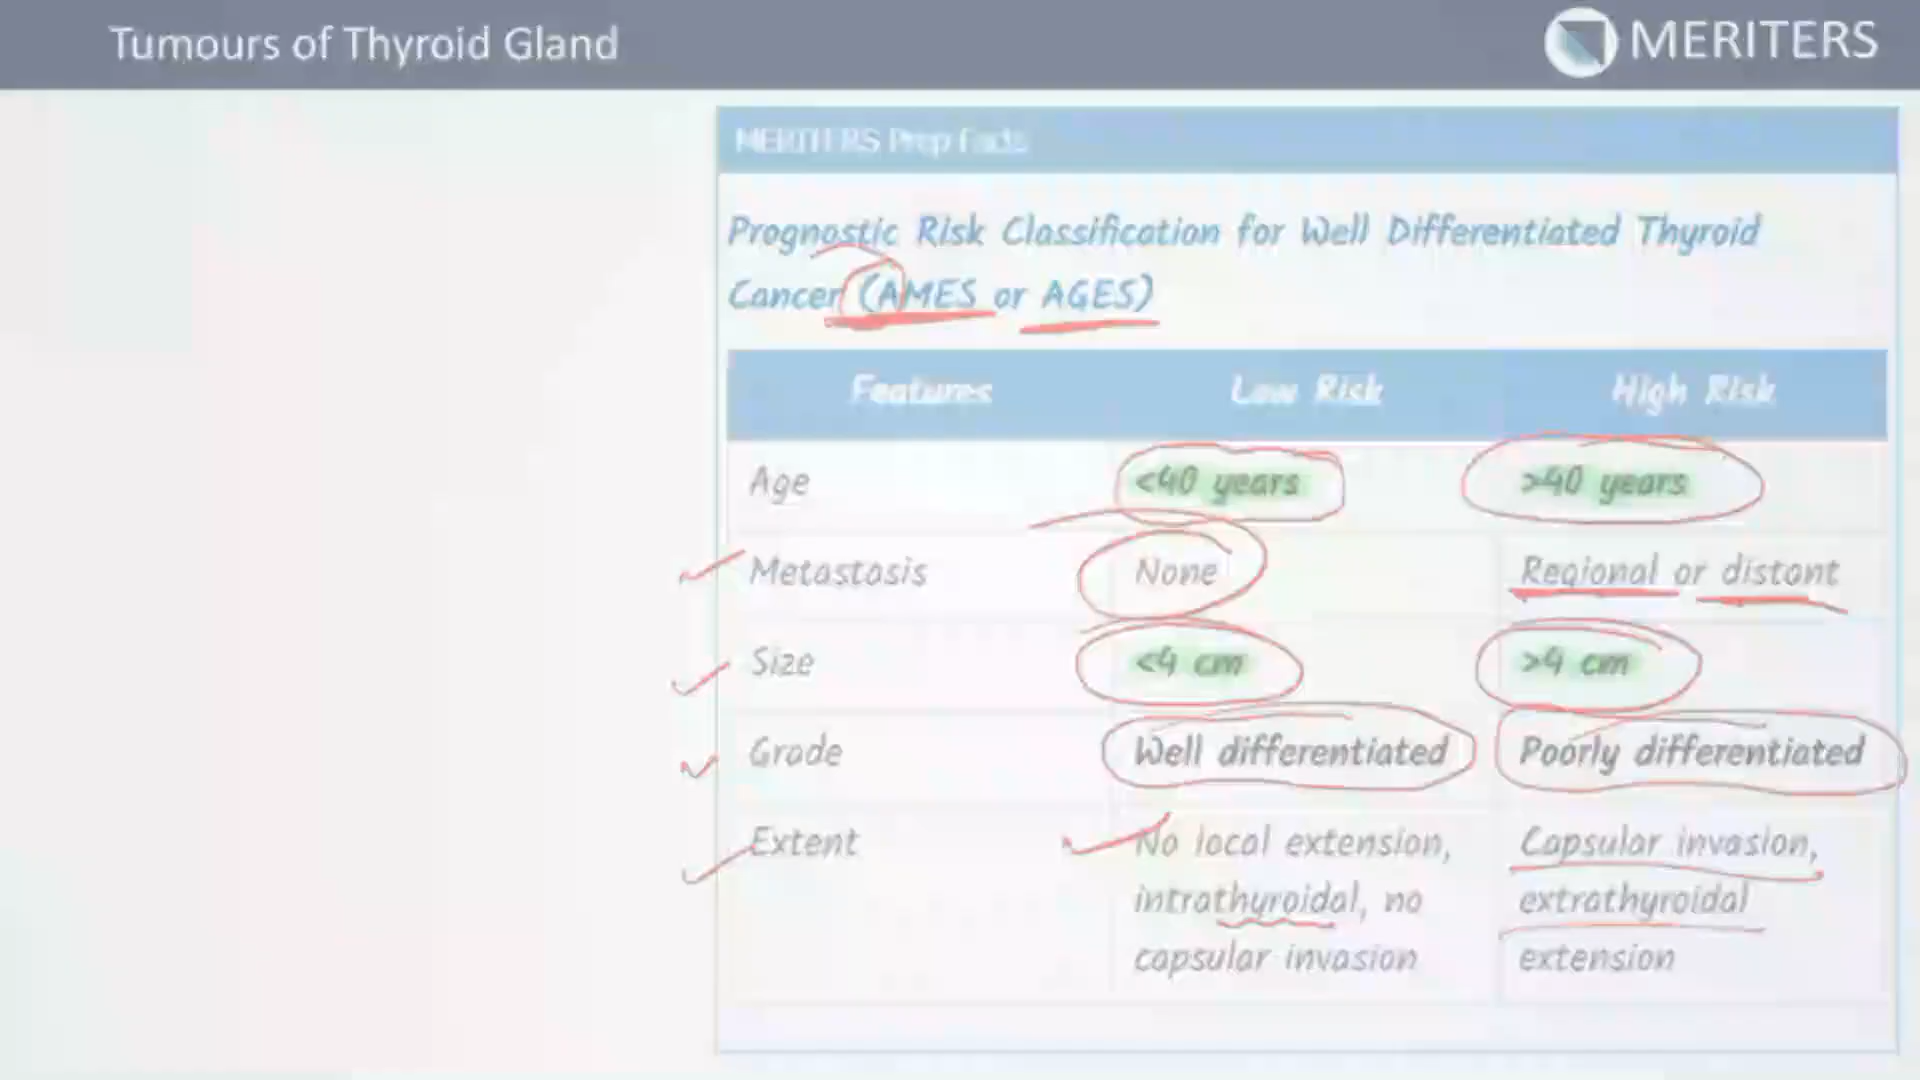 Tumours of Thyroid Gland
MERITERS
MERITERS Prep Facts
Prognostic Risk Classification for Well Differentiated Thyroid
Cancer (AMES or AGES)
Features Low Risk High Risk
Age <40 years >40 years
Metastasis None Regional or distant
Size <4 cm >4 cm
Grade Well differentiated Poorly differentiated
Extent No local extension, Capsular invasion,
intrathyroidal, no extrathyroidal
capsular invasion extension